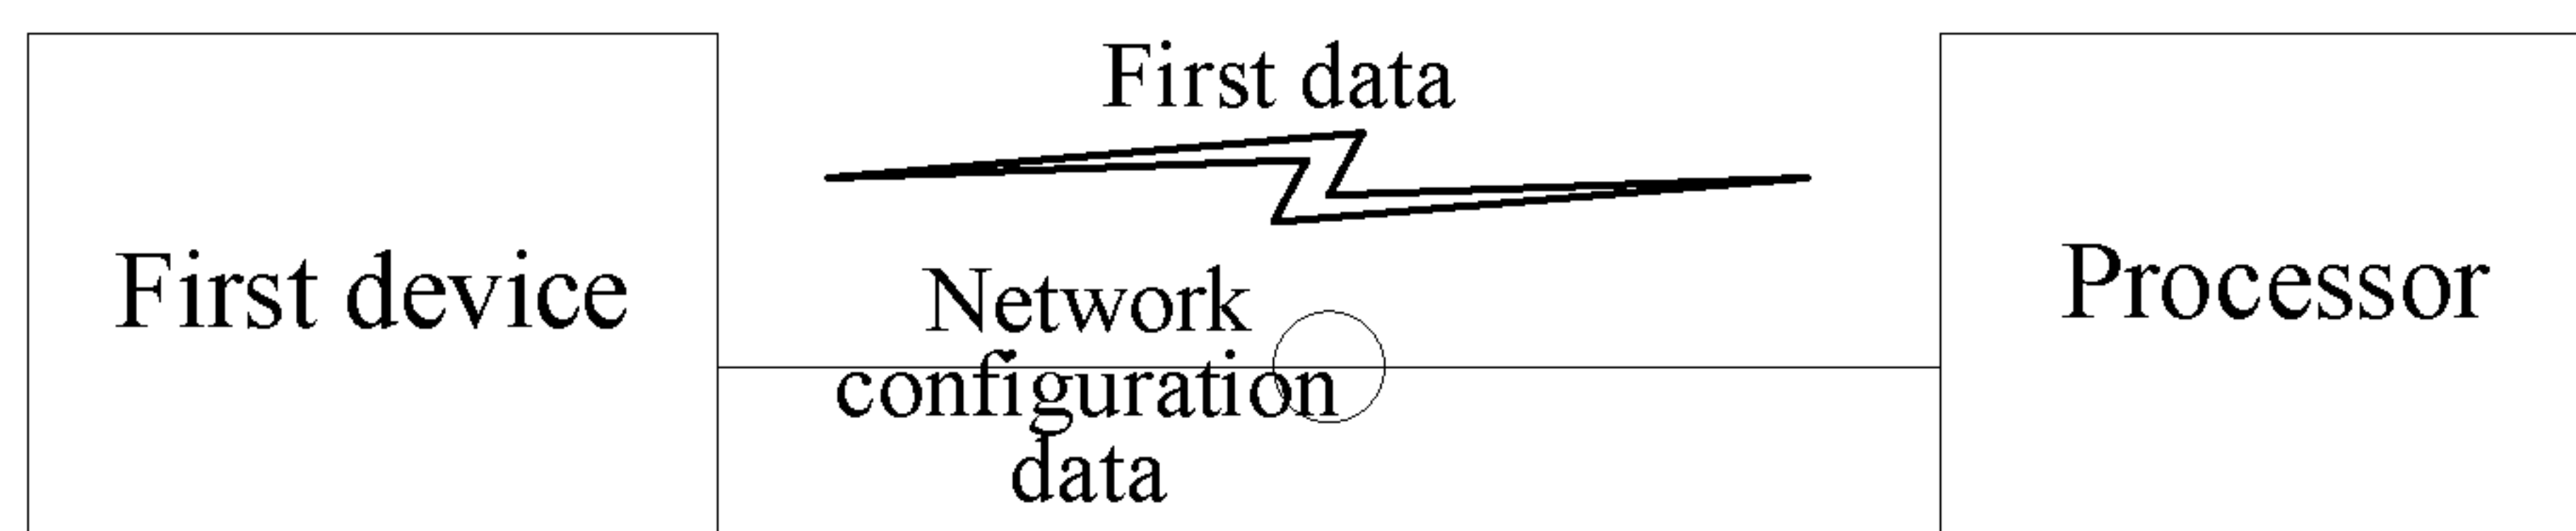 First data
First device
Network
configuration
data
Processor